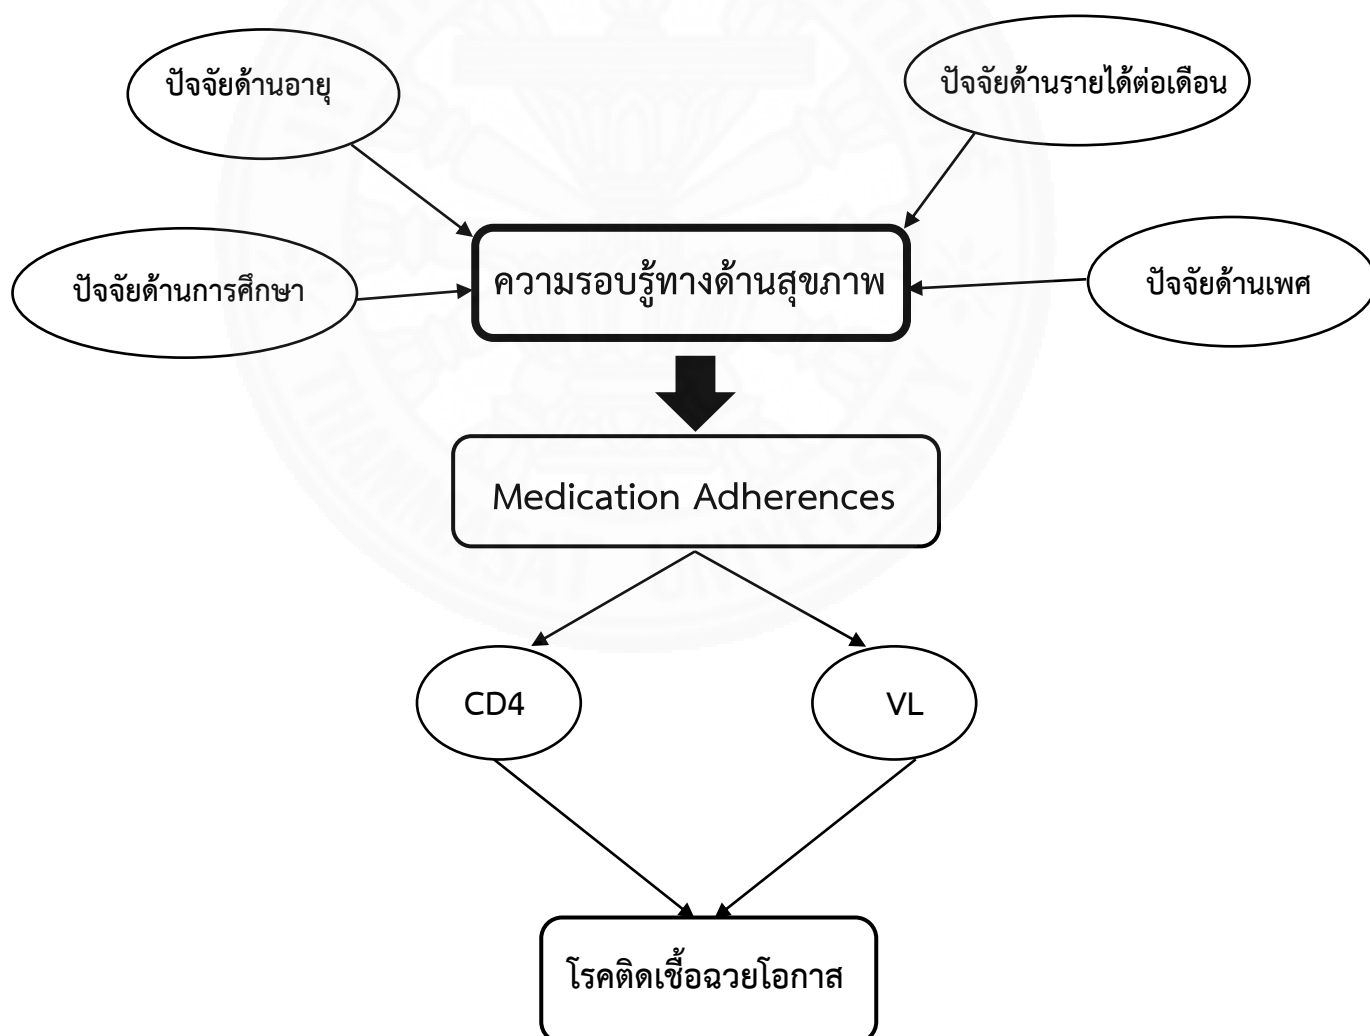 ปัจจัยด้านอายุ
ปัจจัยด้านรายได้ต่อเดือน
ปัจจัยด้านการศึกษา
ความรอบรู้ทางด้านสุขภาพ
ปัจจัยด้านเพศ
Medication Adherences
CD4
VL
โรคติดเชื้อฉวยโอกาส
THAMMASAT UNIVERSITY